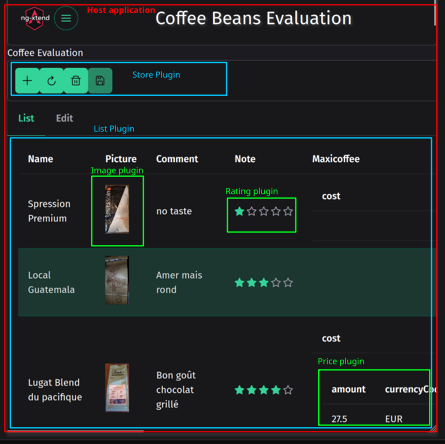 Host application
ng-xtend
Coffee Beans Evaluation
Coffee Evaluation
Store Plugin
List
Edit
List Plugin
Name
Picture
Comment
Note
Maxicoffee
Image plugin
Rating plugin
cost
Spression
Premium
no taste
Local
Guatemala
Amer mais
rond
cost
Price plugin
Lugat Blend
du pacifique
Bon goût
chocolat
grillé
amount
currencyCo
27.5
EUR